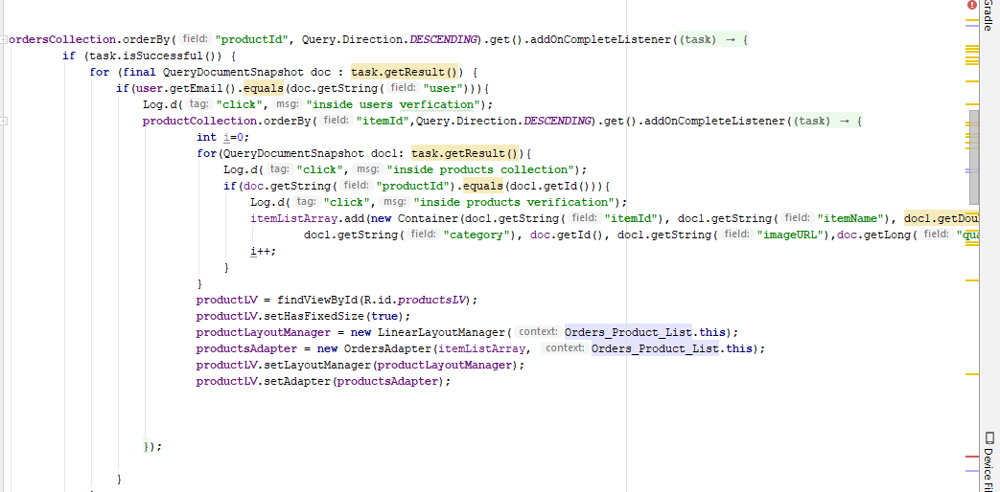 ordersCollection.orderBy( field: "productId", Query.Direction.DESCENDING).get().addOnCompleteListener((task) → {
if (task.isSuccessful()) {
for (final QueryDocumentSnapshot doc : task.getResult()) {
if(user.getEmail().equals(doc.getString( field: "user"))){
Log.d( tag: "click", msg: "inside users verfication");
productCollection.orderBy( field: "itemId",Query.Direction.DESCENDING).get().addOnCompleteListener((task) → {
int i=0;
for(QueryDocumentSnapshot doc1: task.getResult()){
Log.d( tag: "click", msg: "inside products collection");
if(doc.getString( field: "productId").equals(doc1.getId())){
Log.d( tag: "click", msg: "inside products verification");
itemListArray.add(new Container(doc1.getString( field: "itemId"), doc1.getString( field: "itemName"), doc1.getDou
doc1.getString( field: "category"), doc.getId(), doc1.getString( field: "imageURL"),doc.getLong( field: "qua
i++;
}
}
productLV = findViewById(R.id.productsLV);
productLV.setHasFixedSize(true);
productLayoutManager = new LinearLayoutManager( context: Orders_Product_List.this);
productsAdapter = new OrdersAdapter(itemListArray, context: Orders_Product_List.this);
productLV.setLayoutManager(productLayoutManager);
productLV.setAdapter(productsAdapter);
});
}
Gradle
Device Fil